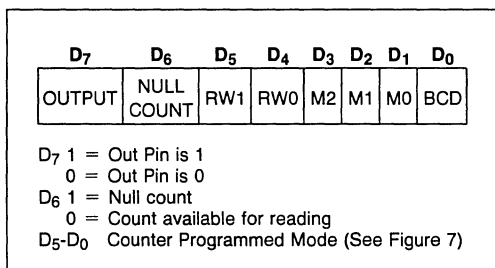 D7 D6 D5 D4 D3 D2 D1 D0
OUTPUT NULL COUNT RW1 RW0 M2 M1 M0 BCD
D7 1 = Out Pin is 1
0 = Out Pin is 0
D6 1 = Null count
0 = Count available for reading
D5-D0 Counter Programmed Mode (See Figure 7)